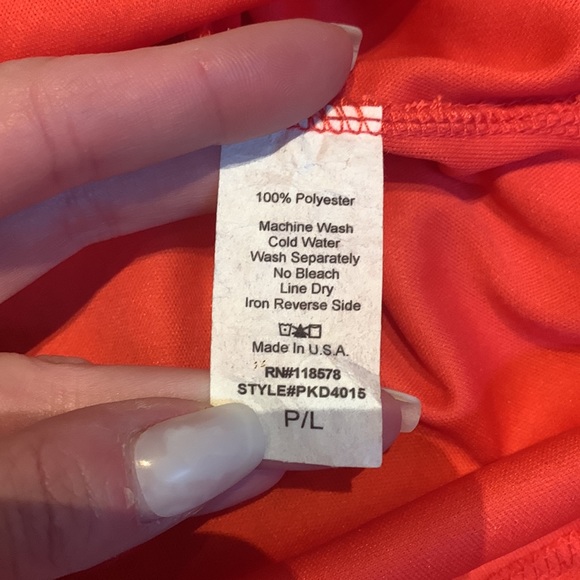 100% Polyester
Machine Wash
Cold Water
Wash Separately
No Bleach
Line Dry
Iron Reverse Side
Made In U.S.A.
RN#118578
STYLE#PKD4015
P/L